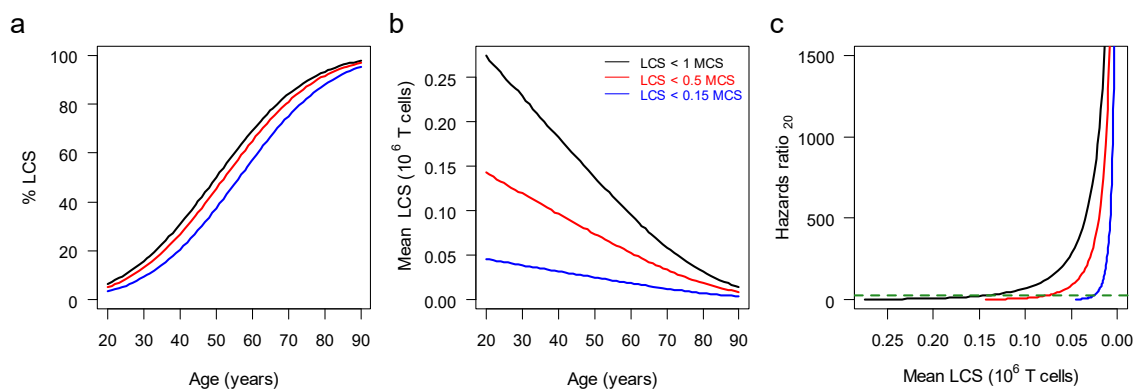 a
% LCS
100
80
60
40
20
0
20 30 40 50 60 70 80 90
Age (years)
b
Mean LCS (10⁶ T cells)
0.25
0.20
0.15
0.10
0.05
0.00
LCS < 1 MCS
LCS < 0.5 MCS
LCS < 0.15 MCS
20 30 40 50 60 70 80 90
Age (years)
c
Hazards ratio ₂₀
1500
1000
500
0
0.25 0.20 0.15 0.10 0.05 0.00
Mean LCS (10⁶ T cells)